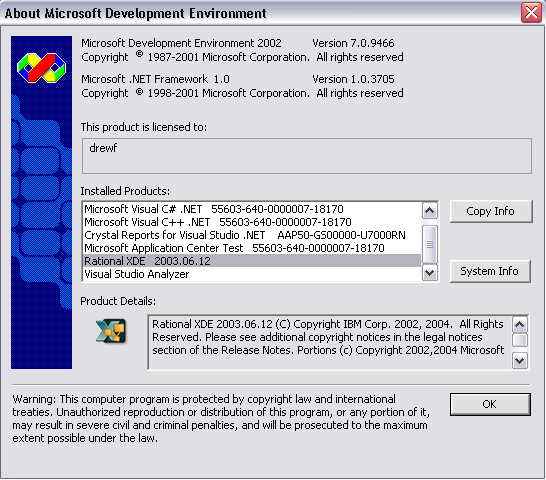 About Microsoft Development Environment
Microsoft Development Environment 2002 Version 7.0.9466
Copyright © 1987-2001 Microsoft Corporation. All rights reserved
Microsoft .NET Framework 1.0 Version 1.0.3705
Copyright © 1998-2001 Microsoft Corporation. All rights reserved
This product is licensed to:
drewf
Installed Products:
Microsoft Visual C# .NET 55603-640-0000007-18170
Microsoft Visual C++ .NET 55603-640-0000007-18170
Crystal Reports for Visual Studio .NET AAP50-GS00000-U7000RN
Microsoft Application Center Test 55603-640-0000007-18170
Rational XDE 2003.06.12
Visual Studio Analyzer
Copy Info
System Info
Product Details:
Rational XDE 2003.06.12 (C) Copyright IBM Corp. 2002, 2004. All Rights
Reserved. Please see additional copyright notices in the legal notices
section of the Release Notes. Portions (c) Copyright 2002,2004 Microsoft
Warning: This computer program is protected by copyright law and international
treaties. Unauthorized reproduction or distribution of this program, or any portion of it,
may result in severe civil and criminal penalties, and will be prosecuted to the maximum
extent possible under the law.
OK